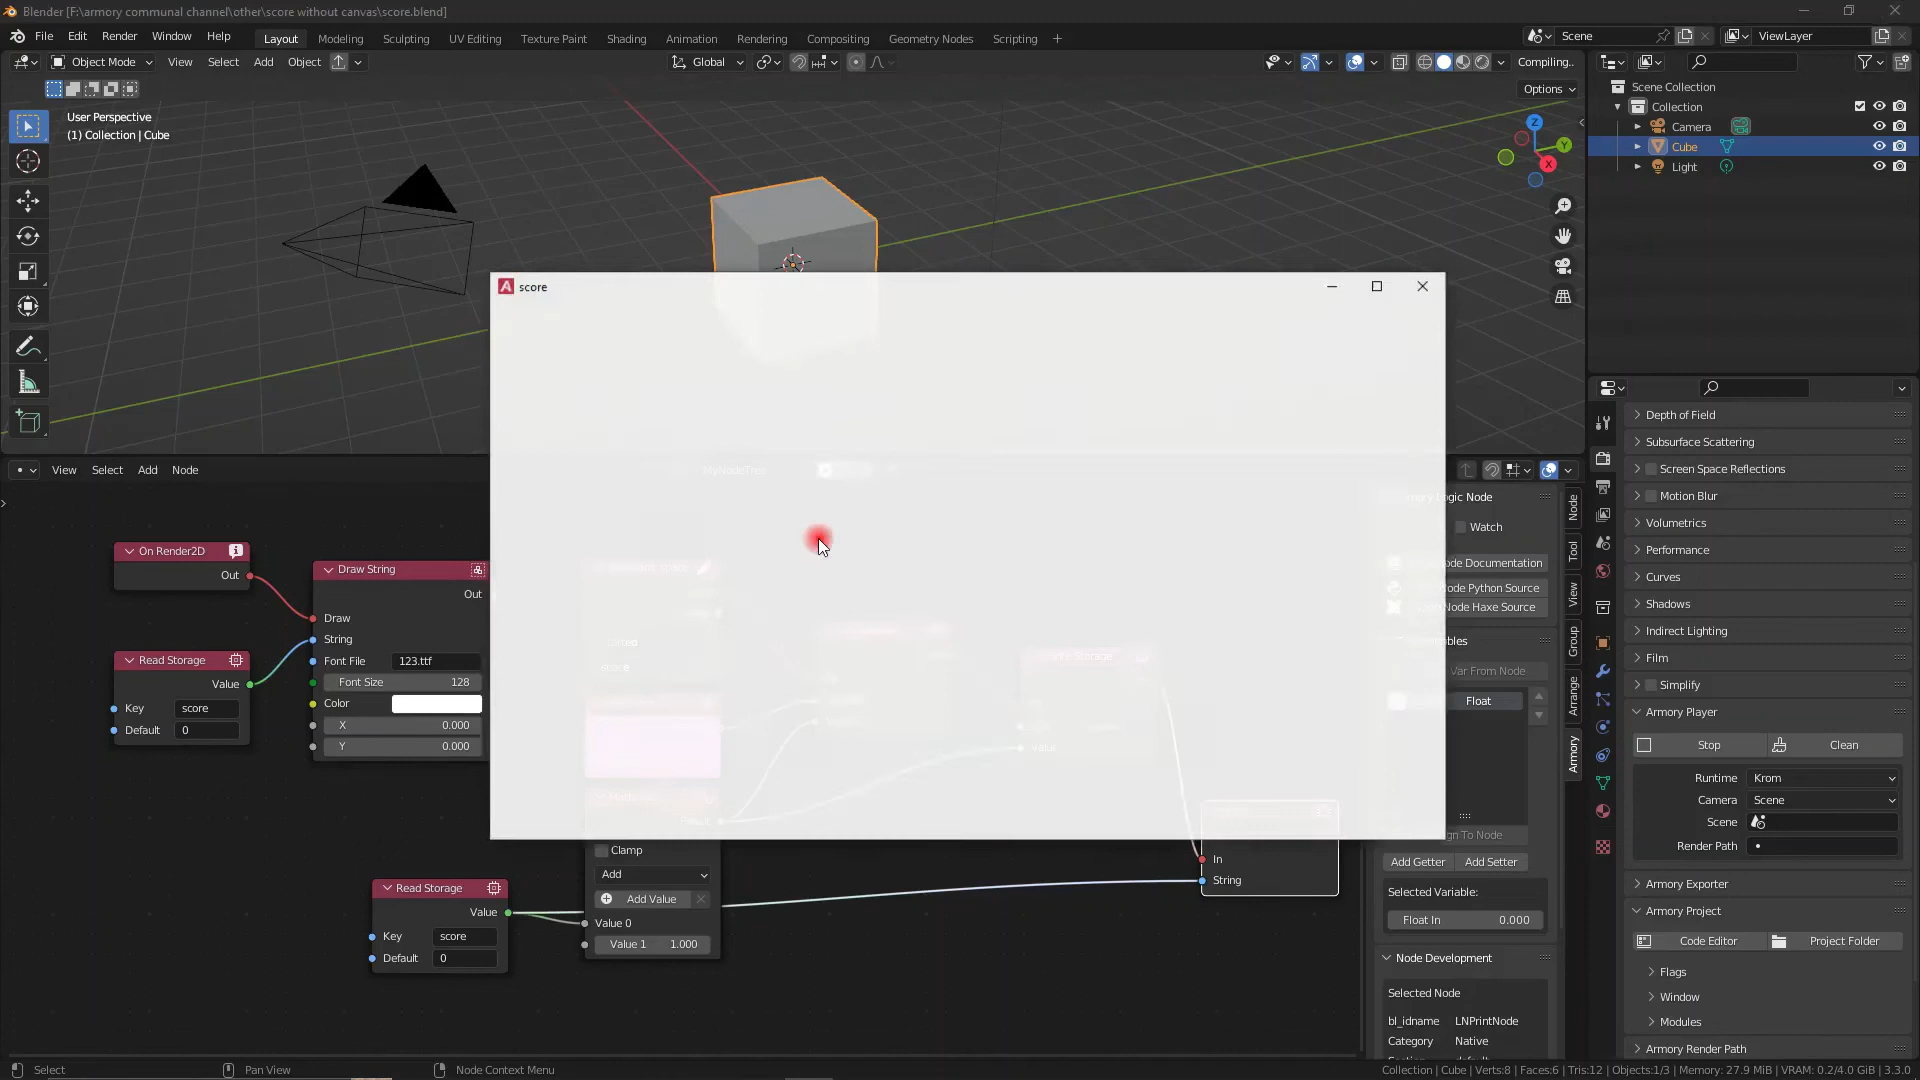 Blender [F:\armory communal channel\other\score without canvas\score.blend]
File Edit Render Window Help
Layout Modeling Sculpting UV Editing Texture Paint Shading Animation Rendering Compositing Geometry Nodes Scripting +
Scene
ViewLayer
Object Mode
View Select Add Object
Global
Compiling..
Options
User Perspective
(1) Collection | Cube
Z
Y
X
Scene Collection
Collection
Camera
Cube
Light
score
View Select Add Node
MyNodeTree
On Render2D
Out
Draw String
Out
Draw
String
Font File 123.ttf
Font Size 128
Color
X 0.000
Y 0.000
Read Storage
Value
Key score
Default 0
Read Storage
Value
Key score
Default 0
space
Result
Clamp
Add
Add Value
Value 0
Value 1 1.000
Value
In
String
Watch
Float
Add Getter
Add Setter
Selected Variable:
Float In 0.000
Node Development
Selected Node
bl_idname LNPrintNode
Category Native
Node
Tool
View
Group
Arrange
Armory
Depth of Field
Subsurface Scattering
Screen Space Reflections
Motion Blur
Volumetrics
Performance
Curves
Shadows
Indirect Lighting
Film
Simplify
Armory Player
Stop
Clean
Runtime Krom
Camera Scene
Scene
Render Path
Armory Exporter
Armory Project
Code Editor
Project Folder
Flags
Window
Modules
Armory Render Path
Select
Pan View
Node Context Menu
Collection | Cube | Verts:8 | Faces:6 | Tris:12 | Objects:1/3 | Memory: 27.9 MiB | VRAM: 0.2/4.0 GiB | 3.3.0